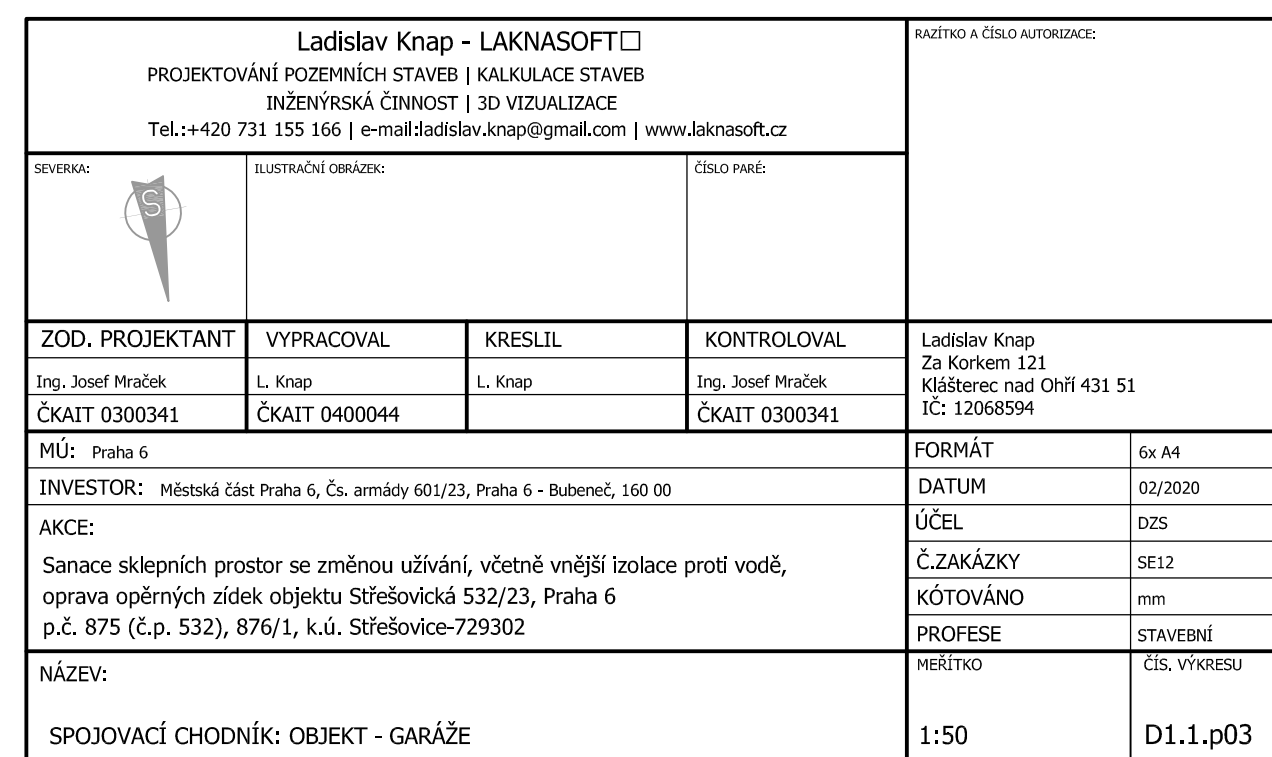 Ladislav Knap - LAKNASOFT□
PROJEKTOVÁNÍ POZEMNÍCH STAVEB | KALKULACE STAVEB
INŽENÝRSKÁ ČINNOST | 3D VIZUALIZACE
Tel.:+420 731 155 166 | e-mail:ladislav.knap@gmail.com | www.laknasoft.cz
RAZÍTKO A ČÍSLO AUTORIZACE:
SEVERKA:
S
ILUSTRAČNÍ OBRÁZEK:
ČÍSLO PARÉ:
ZOD. PROJEKTANT VYPRACOVAL KRESLIL KONTROLOVAL
Ing. Josef Mraček L. Knap L. Knap Ing. Josef Mraček
ČKAIT 0300341 ČKAIT 0400044 ČKAIT 0300341
Ladislav Knap
Za Korkem 121
Klášterec nad Ohří 431 51
IČ: 12068594
MÚ: Praha 6
INVESTOR: Městská část Praha 6, Čs. armády 601/23, Praha 6 - Bubeneč, 160 00
AKCE:
Sanace sklepních prostor se změnou užívání, včetně vnější izolace proti vodě,
oprava opěrných zídek objektu Střešovická 532/23, Praha 6
p.č. 875 (č.p. 532), 876/1, k.ú. Střešovice-729302
FORMÁT 6x A4
DATUM 02/2020
ÚČEL DZS
Č.ZAKÁZKY SE12
KÓTOVÁNO mm
PROFESE STAVEBNÍ
NÁZEV:
SPOJOVACÍ CHODNÍK: OBJEKT - GARÁŽE
MEŘÍTKO ČÍS. VÝKRESU
1:50 D1.1.p03